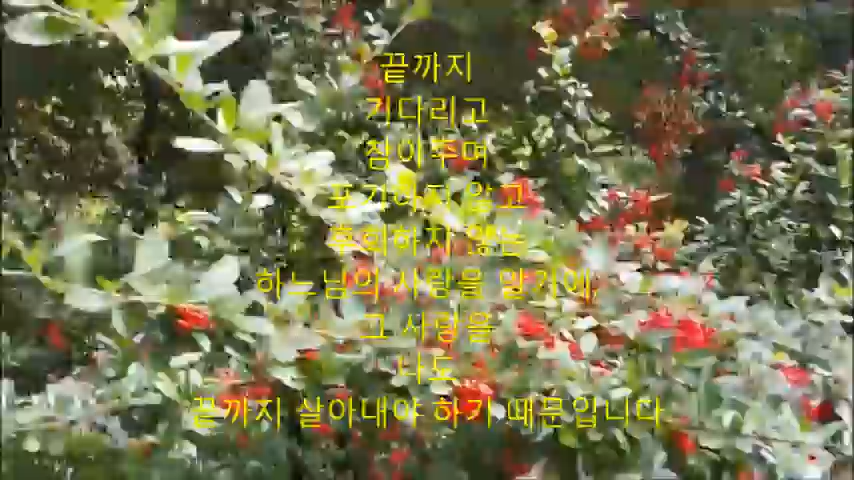 끝까지
기다리고
참아주며
포기하지 않고
후회하지 않는
하느님의 사랑을 알기에,
그 사랑을
나도
끝까지 살아내야 하기 때문입니다.